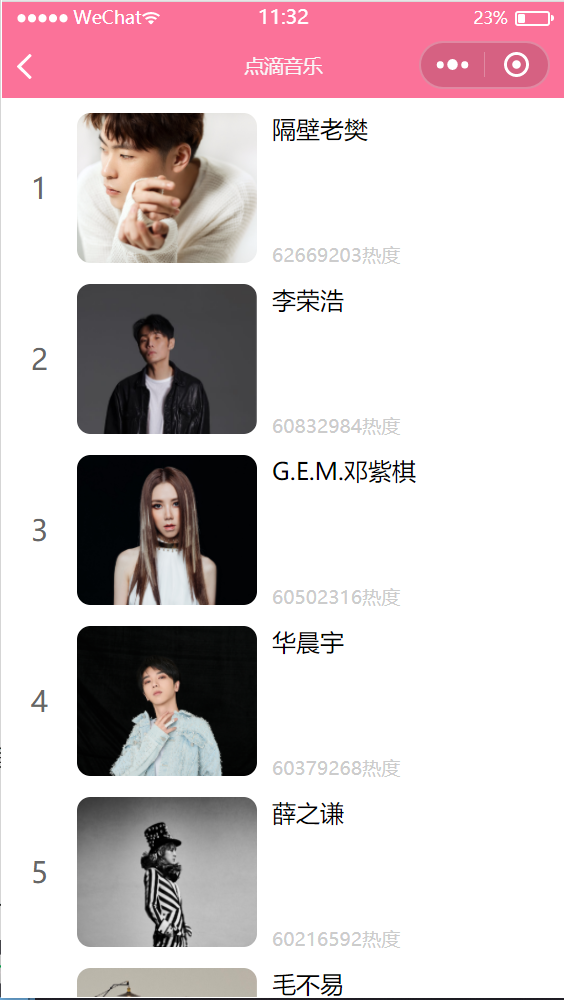 WeChat 11:32 23%
点滴音乐
1
隔壁老樊
62669203热度
2
李荣浩
60832984热度
3
G.E.M.邓紫棋
60502316热度
4
华晨宇
60379268热度
5
薛之谦
60216592热度
毛不易